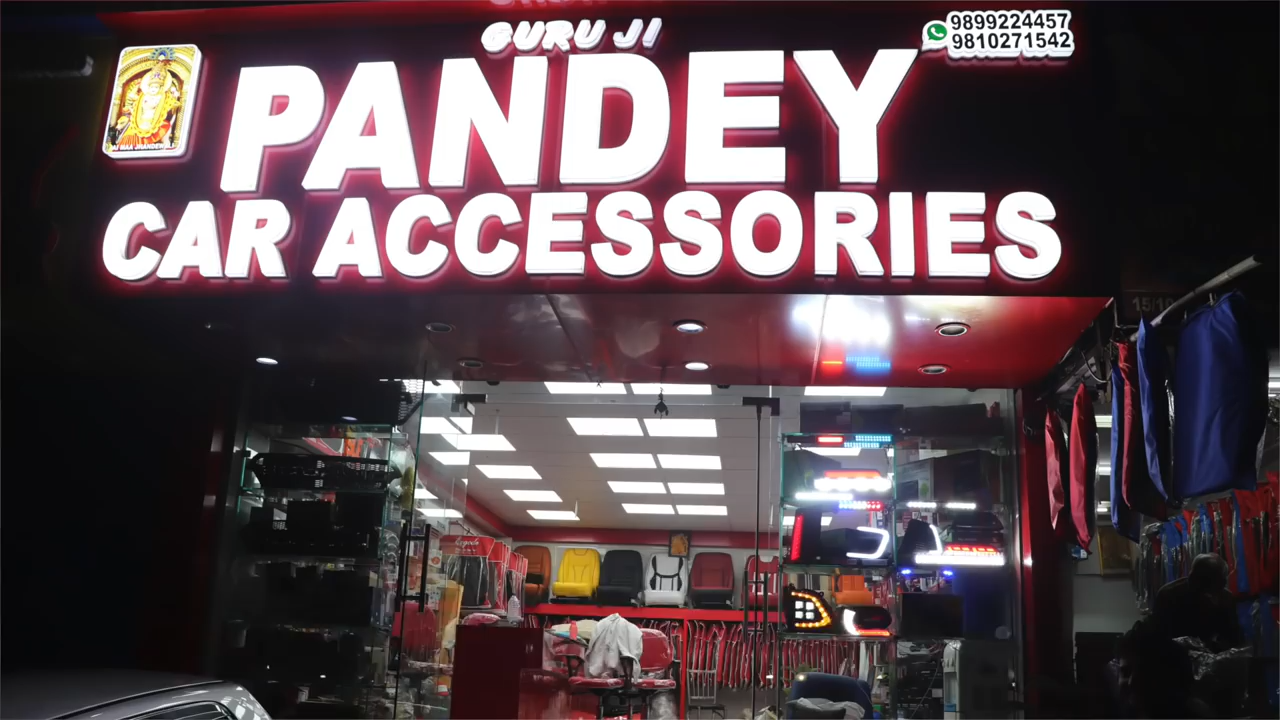 GURU JI
9899224457
9810271542
PANDEY
CAR ACCESSORIES